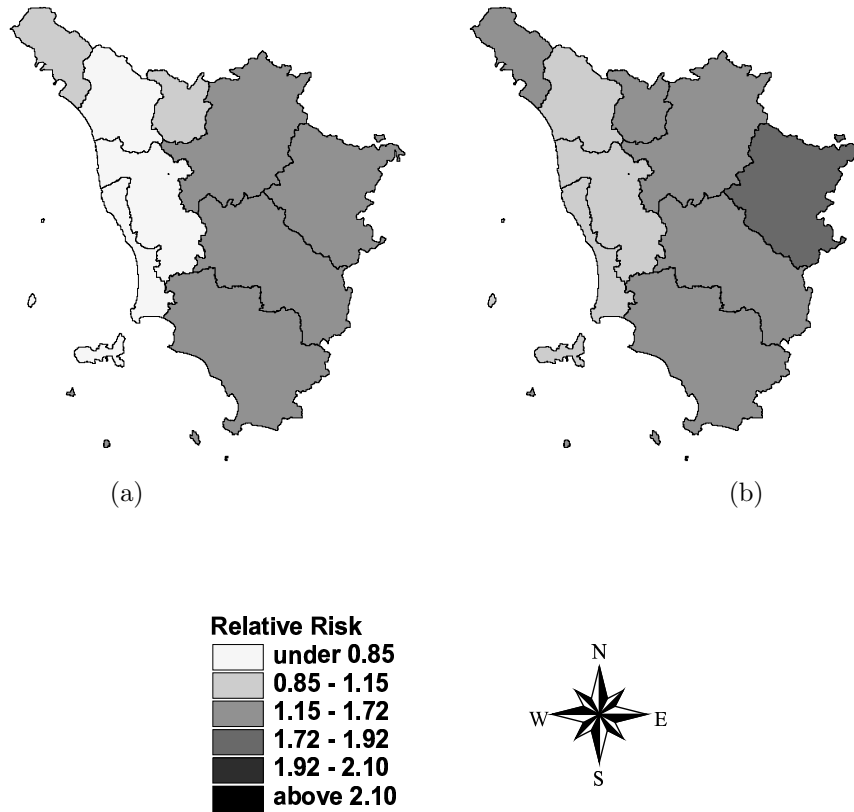 (a)
(b)
Relative Risk
under 0.85
0.85 - 1.15
1.15 - 1.72
1.72 - 1.92
1.92 - 2.10
above 2.10
N
W E
S